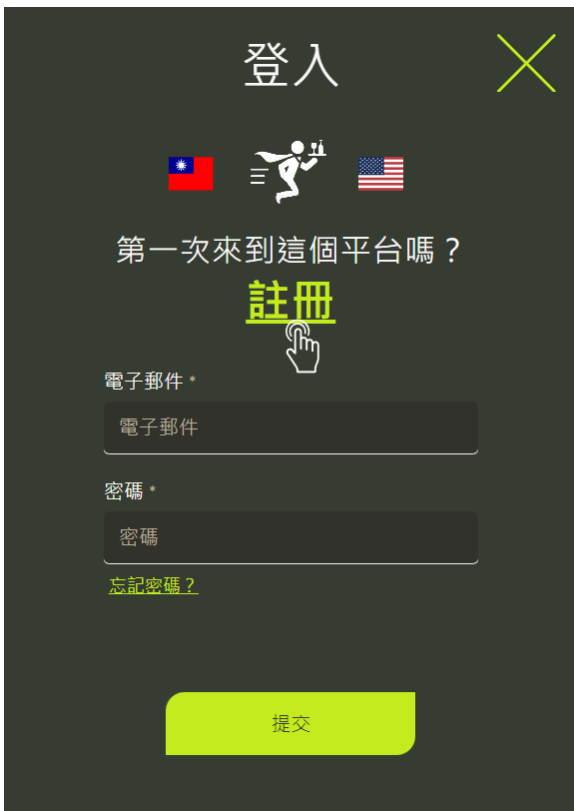 登入
第一次來到這個平台嗎？
註冊
電子郵件 *
電子郵件
密碼 *
密碼
忘記密碼？
提交